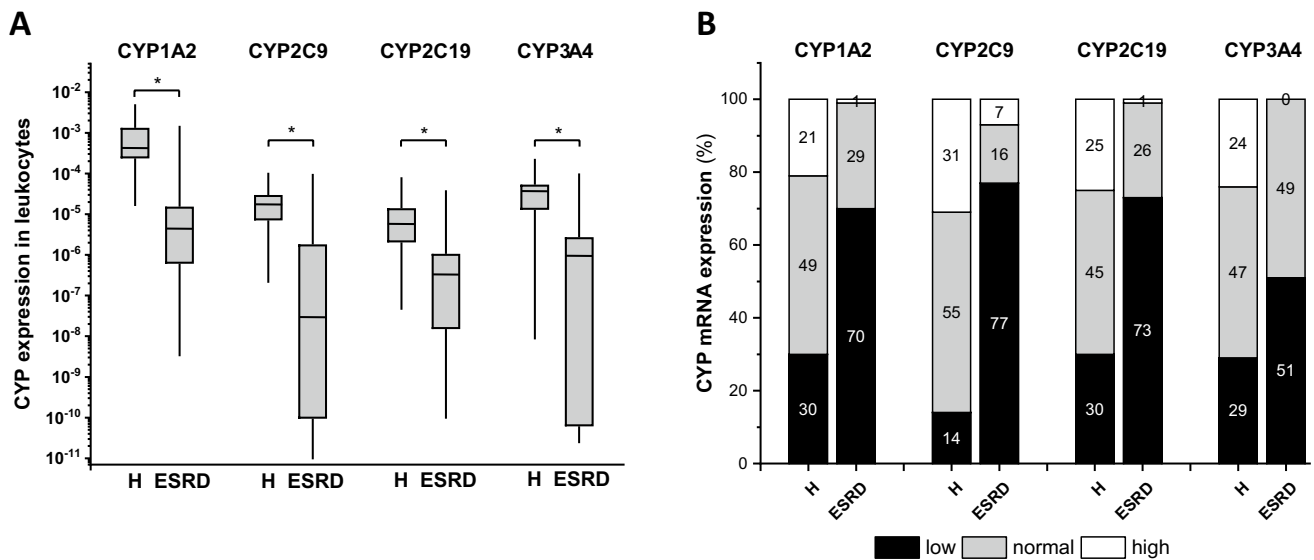 A
CYP1A2 CYP2C9 CYP2C19 CYP3A4
CYP expression in leukocytes
10⁻²
10⁻³
10⁻⁴
10⁻⁵
10⁻⁶
10⁻⁷
10⁻⁸
10⁻⁹
10⁻¹⁰
10⁻¹¹
* * * *
H ESRD H ESRD H ESRD H ESRD
B
CYP1A2 CYP2C9 CYP2C19 CYP3A4
CYP mRNA expression (%)
100
80
60
40
20
0
21 1 31 7 25 1 24 0
49 29 55 16 45 26 47 49
30 70 14 77 30 73 29 51
H ESRD H ESRD H ESRD H ESRD
low normal high